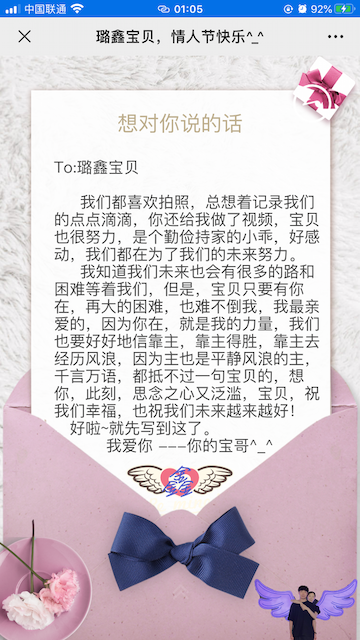 中国联通
01:05
92%
璐鑫宝贝，情人节快乐^_^
想对你说的话
To:璐鑫宝贝
我们都喜欢拍照，总想着记录我们
的点点滴滴，你还给我做了视频，宝贝
也很努力，是个勤俭持家的小乖，好感
动，我们都在为了我们的未来努力。
我知道我们未来也会有很多的路和
困难等着我们，但是，宝贝只要有你
在，再大的困难，也难不倒我，我最亲
爱的，因为你在，就是我的力量，我们
也要好好地信靠主，靠主得胜，靠主去
经历风浪，因为主也是平静风浪的主，
千言万语，都抵不过一句宝贝的，想
你，此刻，思念之心又泛滥，宝贝，祝
我们幸福，也祝我们未来越来越好！
好啦~就先写到这了。
我爱你 ---你的宝哥^_^